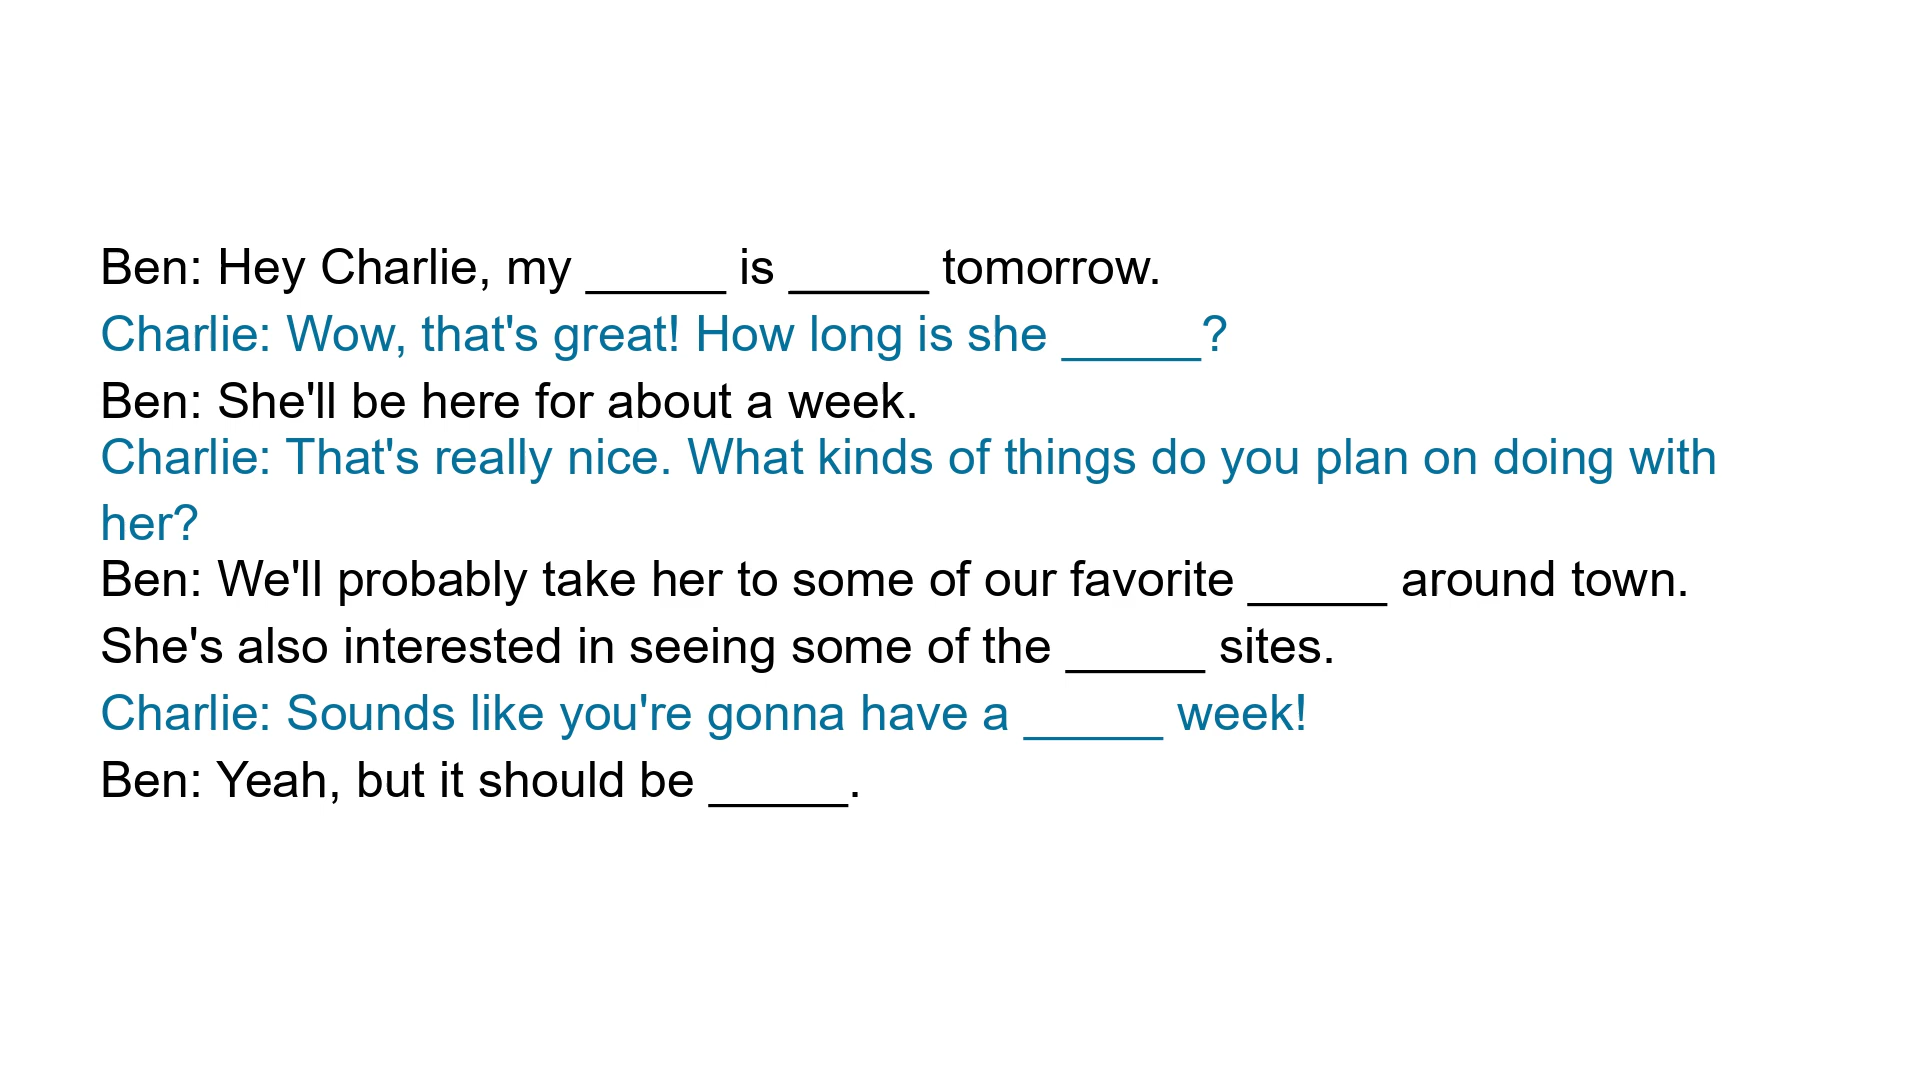 Ben: Hey Charlie, my _____ is _____ tomorrow.
Charlie: Wow, that's great! How long is she _____?
Ben: She'll be here for about a week.
Charlie: That's really nice. What kinds of things do you plan on doing with
her?
Ben: We'll probably take her to some of our favorite _____ around town.
She's also interested in seeing some of the _____ sites.
Charlie: Sounds like you're gonna have a _____ week!
Ben: Yeah, but it should be _____.